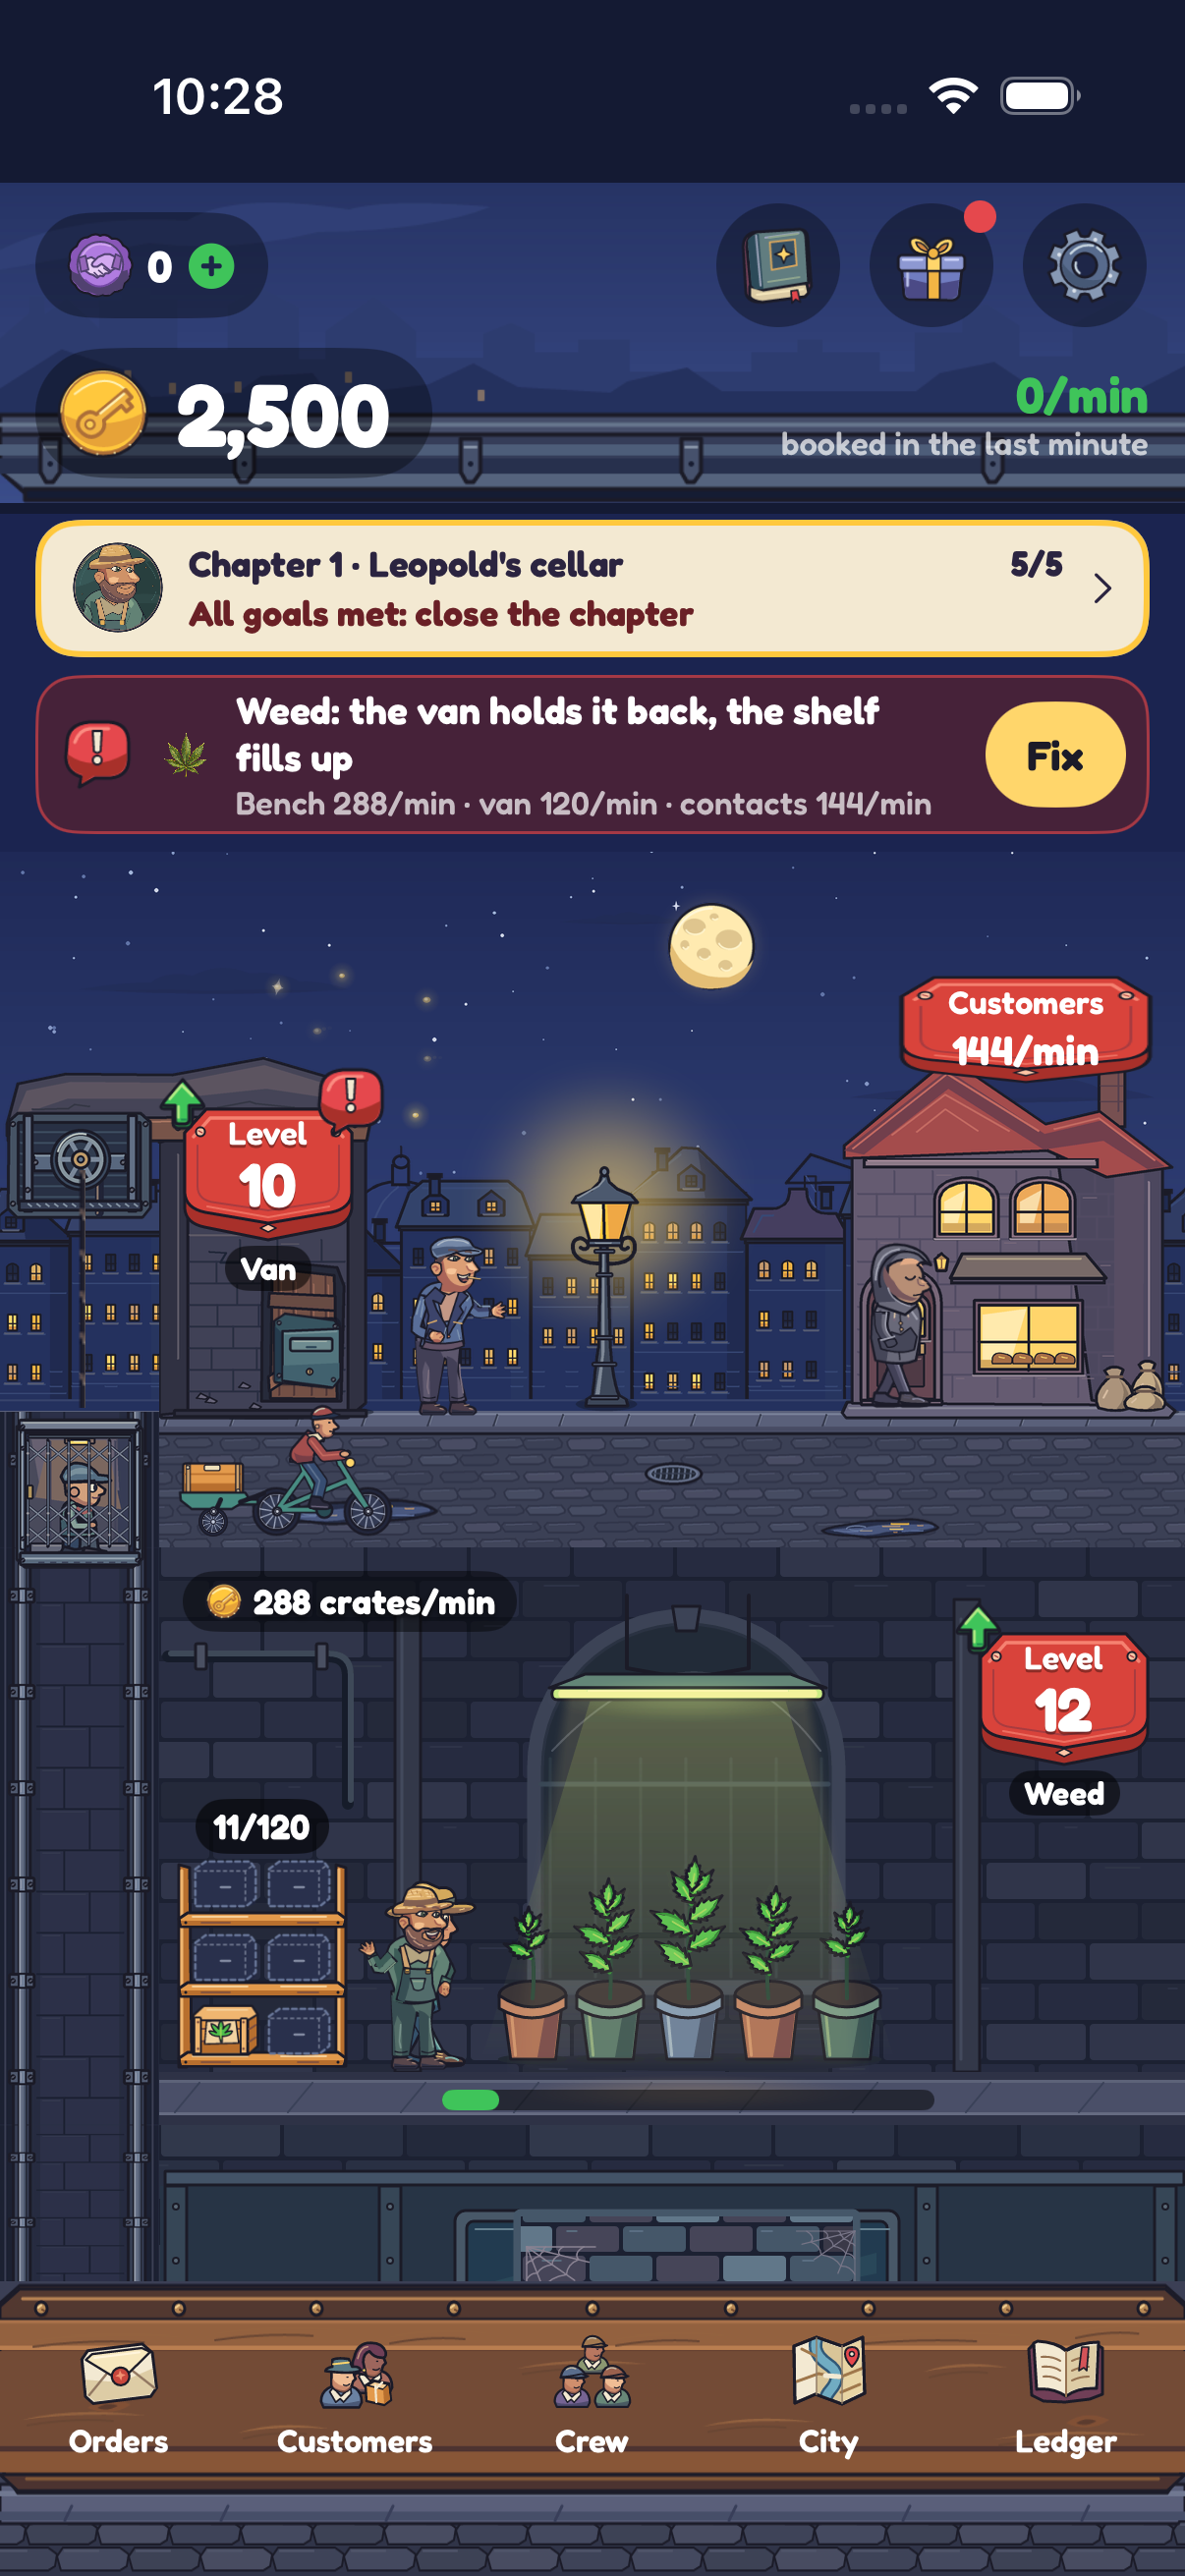 10:28
0
2,500
0/min
booked in the last minute
Chapter 1 · Leopold's cellar
5/5
All goals met: close the chapter
Weed: the van holds it back, the shelf
fills up
Bench 288/min · van 120/min · contacts 144/min
Fix
Customers
144/min
Level
10
Van
288 crates/min
Level
12
Weed
11/120
Orders
Customers
Crew
City
Ledger